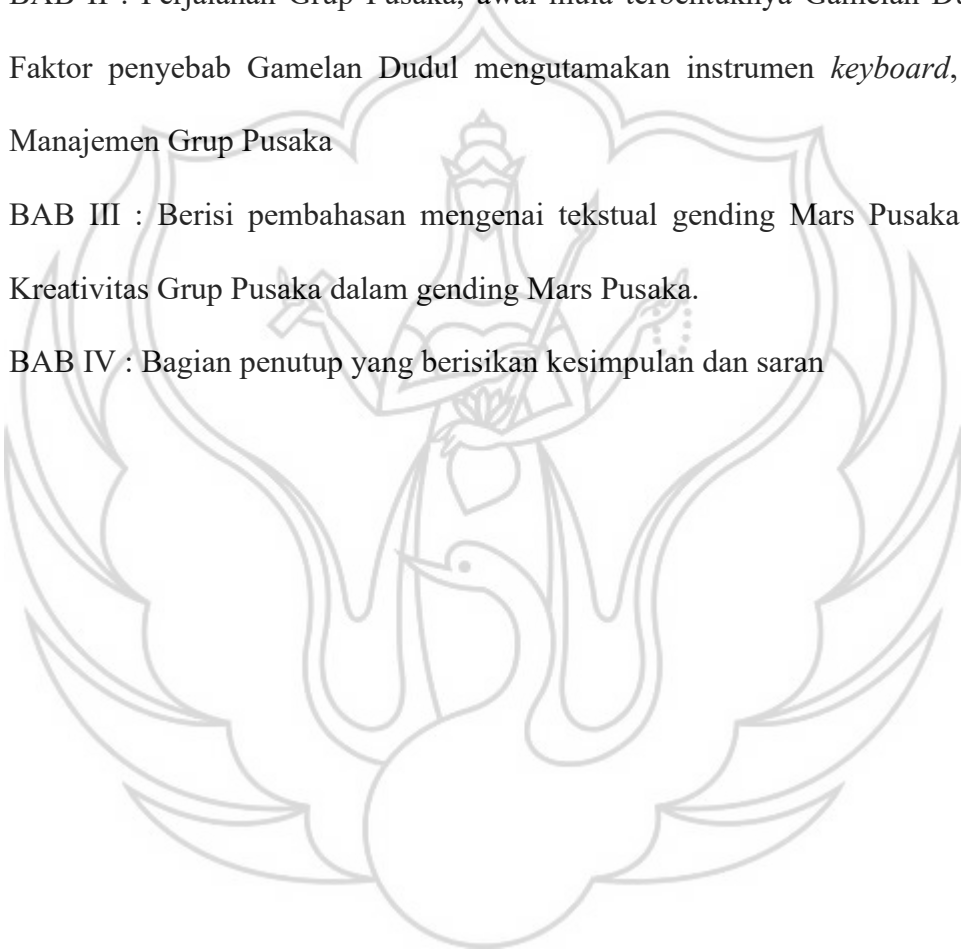 BAB II : Perjalanan Grup Pusaka, awal mula terbentuknya Gamelan
Faktor penyebab Gamelan Dudul mengutamakan instrumen keyboard,
Manajemen Grup Pusaka
BAB III : Berisi pembahasan mengenai tekstual gending Mars Pusaka
Kreativitas Grup Pusaka dalam gending Mars Pusaka.
BAB IV : Bagian penutup yang berisikan kesimpulan dan saran